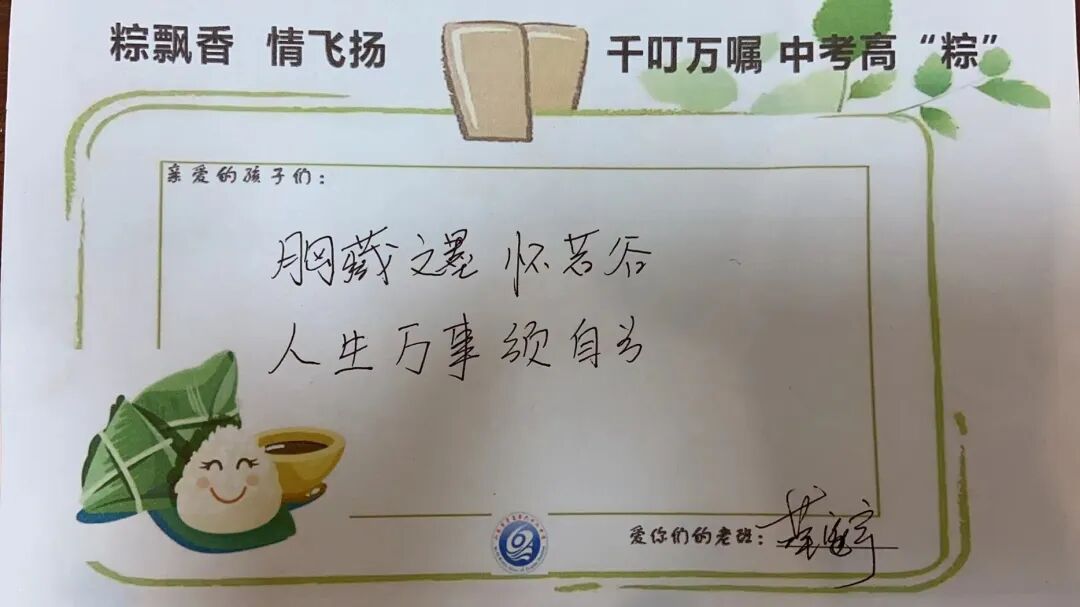 粽飘香 情飞扬
千叮万嘱 中考高“粽”
亲爱的孩子们：
胸藏文墨 怀若谷
人生万事须自为
爱你们的老班：